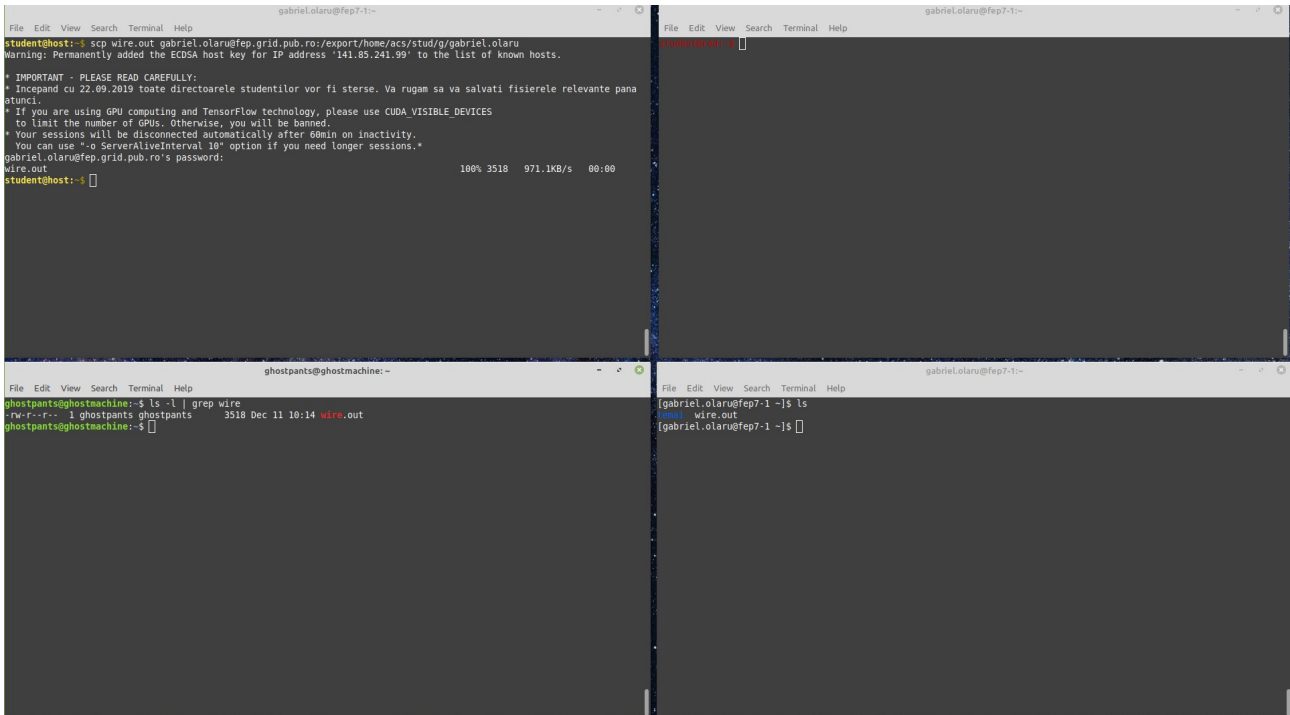 gabriel.olaru@fep7-1:~
File Edit View Search Terminal Help
student@host:~$ scp wire.out gabriel.olaru@fep.grid.pub.ro:/export/home/acs/stud/g/gabriel.olaru
Warning: Permanently added the ECDSA host key for IP address '141.85.241.99' to the list of known hosts.
* IMPORTANT - PLEASE READ CAREFULLY:
* Incepand cu 22.09.2019 toate directoarele studentilor vor fi sterse. Va rugam sa va salvati fisierele relevante pana
atunci.
* If you are using GPU computing and TensorFlow technology, please use CUDA_VISIBLE_DEVICES
to limit the number of GPUs. Otherwise, you will be banned.
* Your sessions will be disconnected automatically after 60min on inactivity.
You can use "-o ServerAliveInterval 10" option if you need longer sessions.*
gabriel.olaru@fep.grid.pub.ro's password:
wire.out 100% 3518 971.1KB/s 00:00
student@host:~$
gabriel.olaru@fep7-1:~
File Edit View Search Terminal Help
ghostpants@ghostmachine: ~
File Edit View Search Terminal Help
ghostpants@ghostmachine:~$ ls -l | grep wire
-rw-r--r-- 1 ghostpants ghostpants 3518 Dec 11 10:14 wire.out
ghostpants@ghostmachine:~$
gabriel.olaru@fep7-1:~
File Edit View Search Terminal Help
[gabriel.olaru@fep7-1 ~]$ ls
temai wire.out
[gabriel.olaru@fep7-1 ~]$